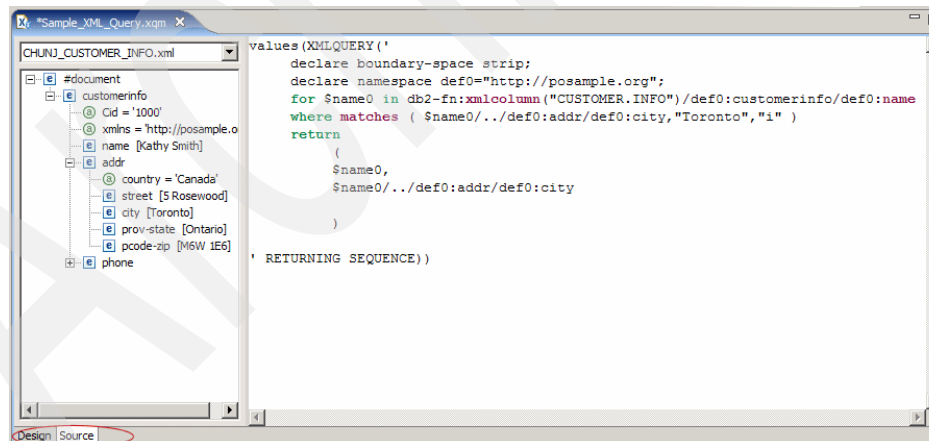 *Sample_XML_Query.xqm
CHUNJ_CUSTOMER_INFO.xml
#document
customerinfo
Cid = '1000'
xmlns = 'http://posample.o
name [Kathy Smith]
addr
country = 'Canada'
street [5 Rosewood]
city [Toronto]
prov-state [Ontario]
pcode-zip [M6W 1E6]
phone
values(XMLQUERY('
declare boundary-space strip;
declare namespace def0="http://posample.org";
for $name0 in db2-fn:xmlcolumn("CUSTOMER.INFO")/def0:customerinfo/def0:name
where matches ( $name0/../def0:addr/def0:city,"Toronto","i" )
return
(
$name0,
$name0/../def0:addr/def0:city
)
' RETURNING SEQUENCE))
Design Source